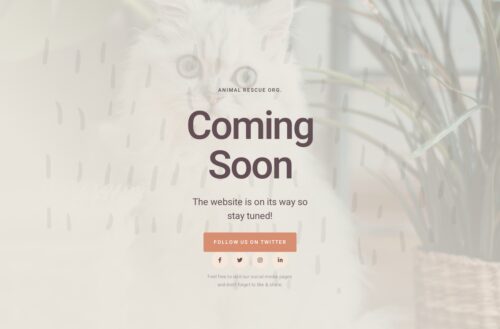 ANIMAL RESCUE ORG.
Coming
Soon
The website is on its way so
stay tuned!
FOLLOW US ON TWITTER
Feel free to visit our social media pages
and don't forget to like & share.